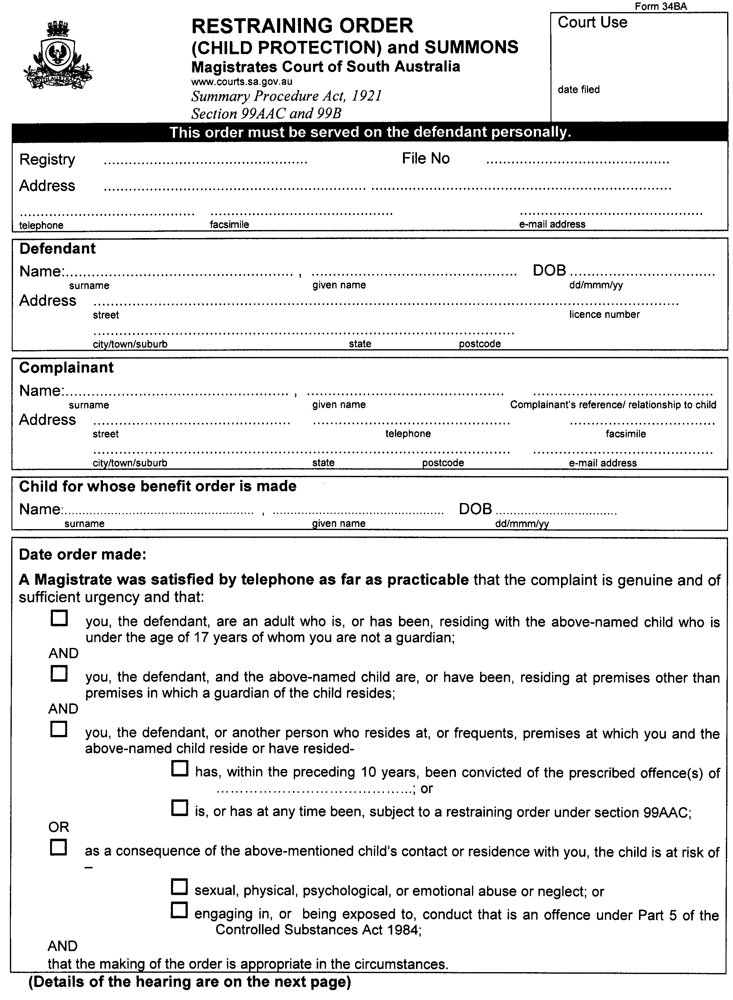 Form 34BA
RESTRAINING ORDER
(CHILD PROTECTION) and SUMMONS
Magistrates Court of South Australia
www.courts.sa.gov.au
Summary Procedure Act, 1921
Section 99AAC and 99B
Court Use
date filed
SOUTH AUSTRALIA
This order must be served on the defendant personally.
Registry ................................................ File No ...........................................
Address ............................................................. ......................................................................
......................................... ........................................... ...........................................
telephone facsimile e-mail address
Defendant
Name:..................................................... , ................................................ DOB ..................................
surname given name dd/mmm/yy
Address ..........................................................................................................................................
street licence number
...................................................................................................
city/town/suburb state postcode
Complainant
Name:.................................................... , .............................................. ..........................................
surname given name Complainant's reference/ relationship to child
Address .............................................. .............................................. ..................................
street telephone facsimile
.................................................................................................. ..........................................
city/town/suburb state postcode e-mail address
Child for whose benefit order is made
Name:..................................................... , ................................................ DOB ..................................
surname given name dd/mmm/yy
Date order made:
A Magistrate was satisfied by telephone as far as practicable that the complaint is genuine and of
sufficient urgency and that:
☐ you, the defendant, are an adult who is, or has been, residing with the above-named child who is
under the age of 17 years of whom you are not a guardian;
AND
☐ you, the defendant, and the above-named child are, or have been, residing at premises other than
premises in which a guardian of the child resides;
AND
☐ you, the defendant, or another person who resides at, or frequents, premises at which you and the
above-named child reside or have resided-
☐ has, within the preceding 10 years, been convicted of the prescribed offence(s) of
..........................................; or
☐ is, or has at any time been, subject to a restraining order under section 99AAC;
OR
☐ as a consequence of the above-mentioned child's contact or residence with you, the child is at risk of
–
☐ sexual, physical, psychological, or emotional abuse or neglect; or
☐ engaging in, or being exposed to, conduct that is an offence under Part 5 of the
Controlled Substances Act 1984;
AND
that the making of the order is appropriate in the circumstances.
(Details of the hearing are on the next page)